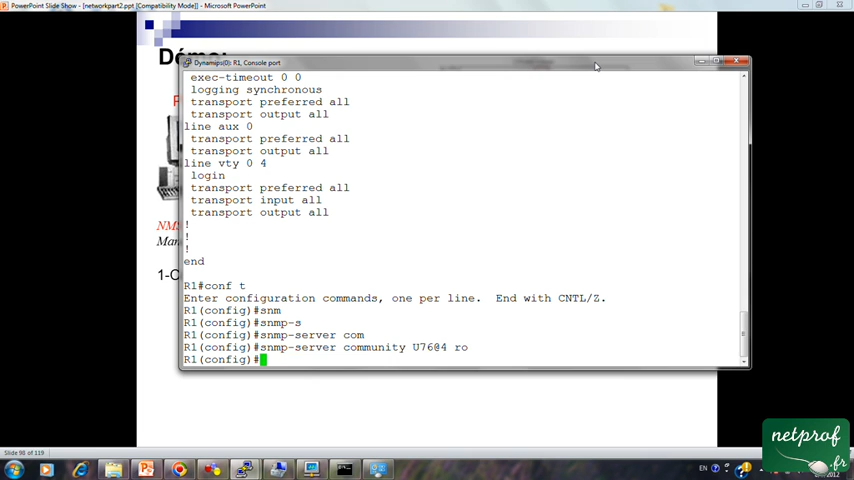 PowerPoint Slide Show - [networkpart2.ppt [Compatibility Mode]] - Microsoft PowerPoint
Démo:
Dynamips(0): R1, Console port
exec-timeout 0 0
logging synchronous
transport preferred all
transport output all
line aux 0
transport preferred all
transport output all
line vty 0 4
login
transport preferred all
transport input all
transport output all
!
!
!
end
R1#conf t
Enter configuration commands, one per line.  End with CNTL/Z.
R1(config)#snm
R1(config)#snmp-s
R1(config)#snmp-server com
R1(config)#snmp-server community U76@4 ro
R1(config)#
NMS
Man
1-C
Slide 98 of 119
EN
netprof
.fr